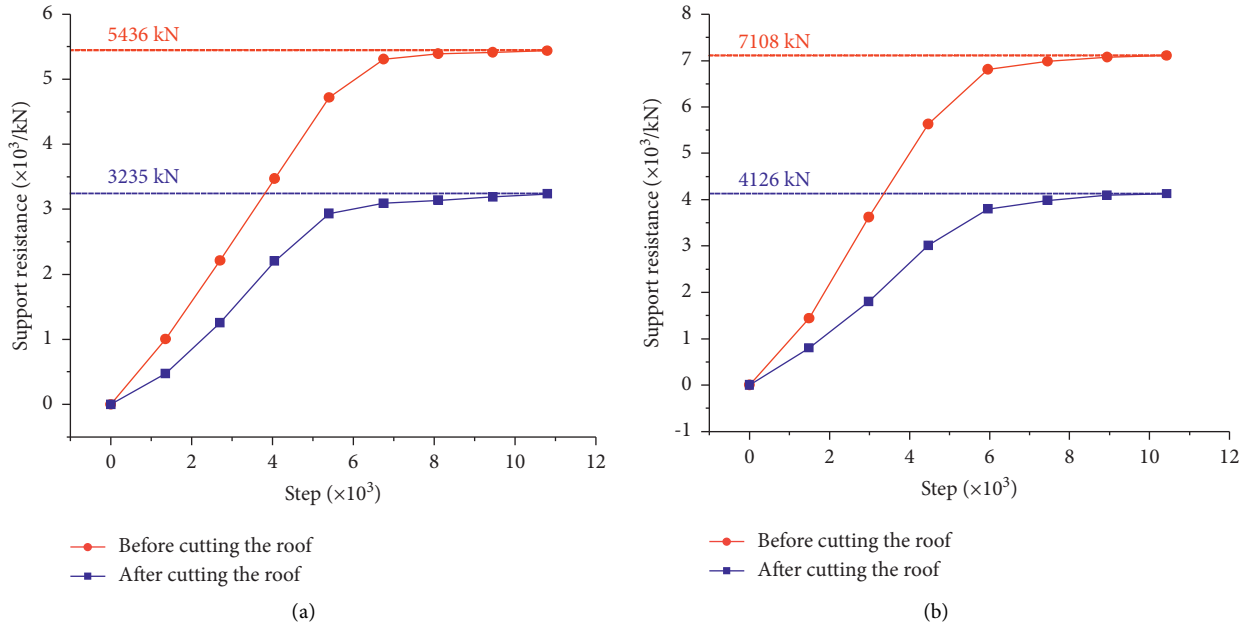 6
5
4
3
2
1
0
Support resistance (×10³/kN)
5436 kN
3235 kN
0 2 4 6 8 10 12
Step (×10³)
Before cutting the roof
After cutting the roof
(a)
8
7
6
5
4
3
2
1
0
-1
Support resistance (×10³/kN)
7108 kN
4126 kN
0 2 4 6 8 10 12
Step (×10³)
Before cutting the roof
After cutting the roof
(b)